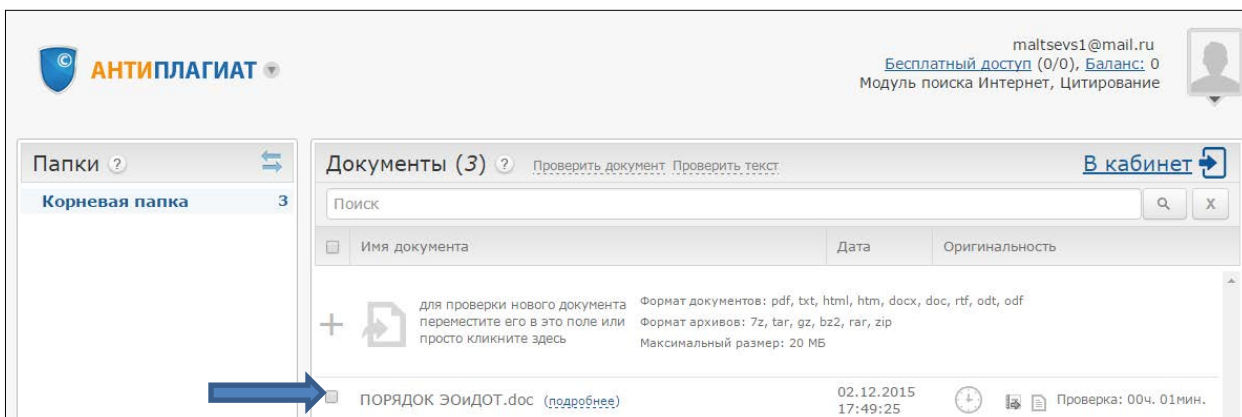 maltsevs1@mail.ru
© АНТИПЛАГИАТ
Бесплатный доступ (0/0), Баланс: 0
Модуль поиска Интернет, Цитирование
Папки ?
Документы (3) ? Проверить документ Проверить текст В кабинет
Корневая папка 3
Поиск X
Имя документа Дата Оригинальность
для проверки нового документа
переместите его в это поле или
просто кликните здесь
Формат документов: pdf, txt, html, htm, docx, doc, rtf, odt, odf
Формат архивов: 7z, tar, gz, bz2, rar, zip
Максимальный размер: 20 МБ
ПОРЯДОК ЭОиДОТ.doc (подробнее) 02.12.2015
17:49:25 Проверка: 00ч. 01мин.